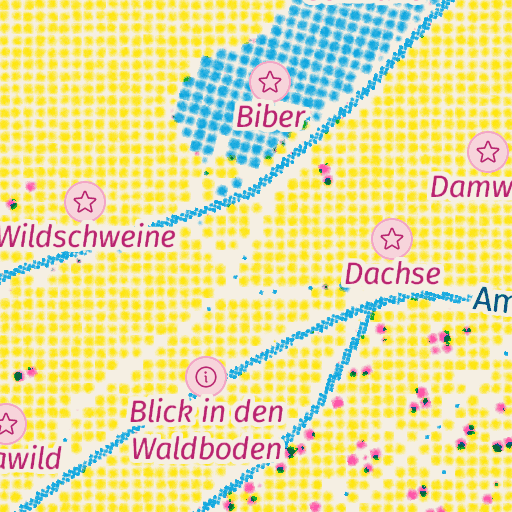 Biber
Damw
Wildschweine
Dachse
Am
Blick in den
Waldboden
awild